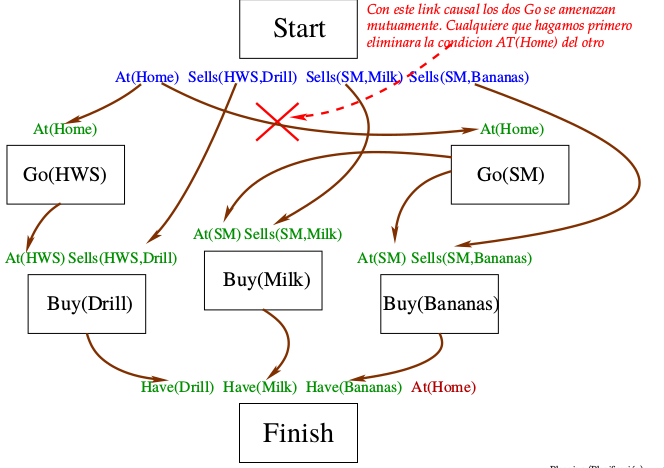 Con este link causal los dos Go se amenazan
mutuamente. Cualquiere que hagamos primero
eliminara la condicion AT(Home) del otro
Start
At(Home) Sells(HWS,Drill) Sells(SM,Milk) Sells(SM,Bananas)
At(Home) At(Home)
Go(HWS) Go(SM)
At(SM) Sells(SM,Milk)
At(HWS) Sells(HWS,Drill) At(SM) Sells(SM,Bananas)
Buy(Drill) Buy(Milk) Buy(Bananas)
Have(Drill) Have(Milk) Have(Bananas) At(Home)
Finish